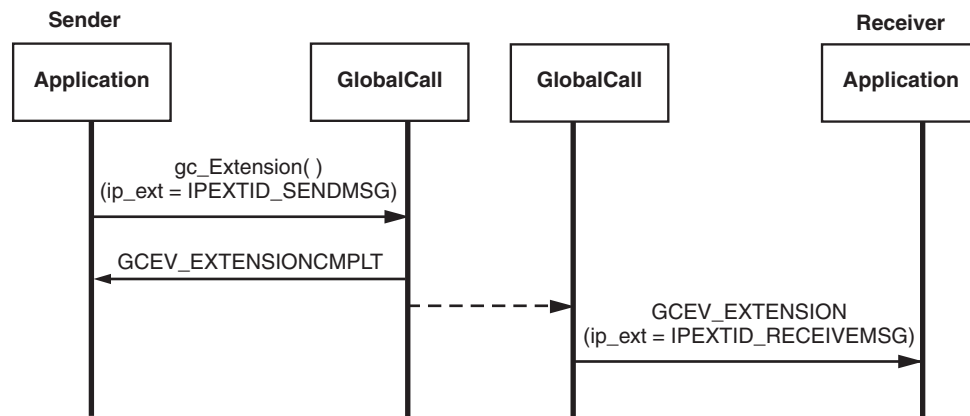 Sender
Receiver
Application
GlobalCall
GlobalCall
Application
gc_Extension( )
(ip_ext = IPEXTID_SENDMSG)
GCEV_EXTENSIONCMPLT
GCEV_EXTENSION
(ip_ext = IPEXTID_RECEIVEMSG)